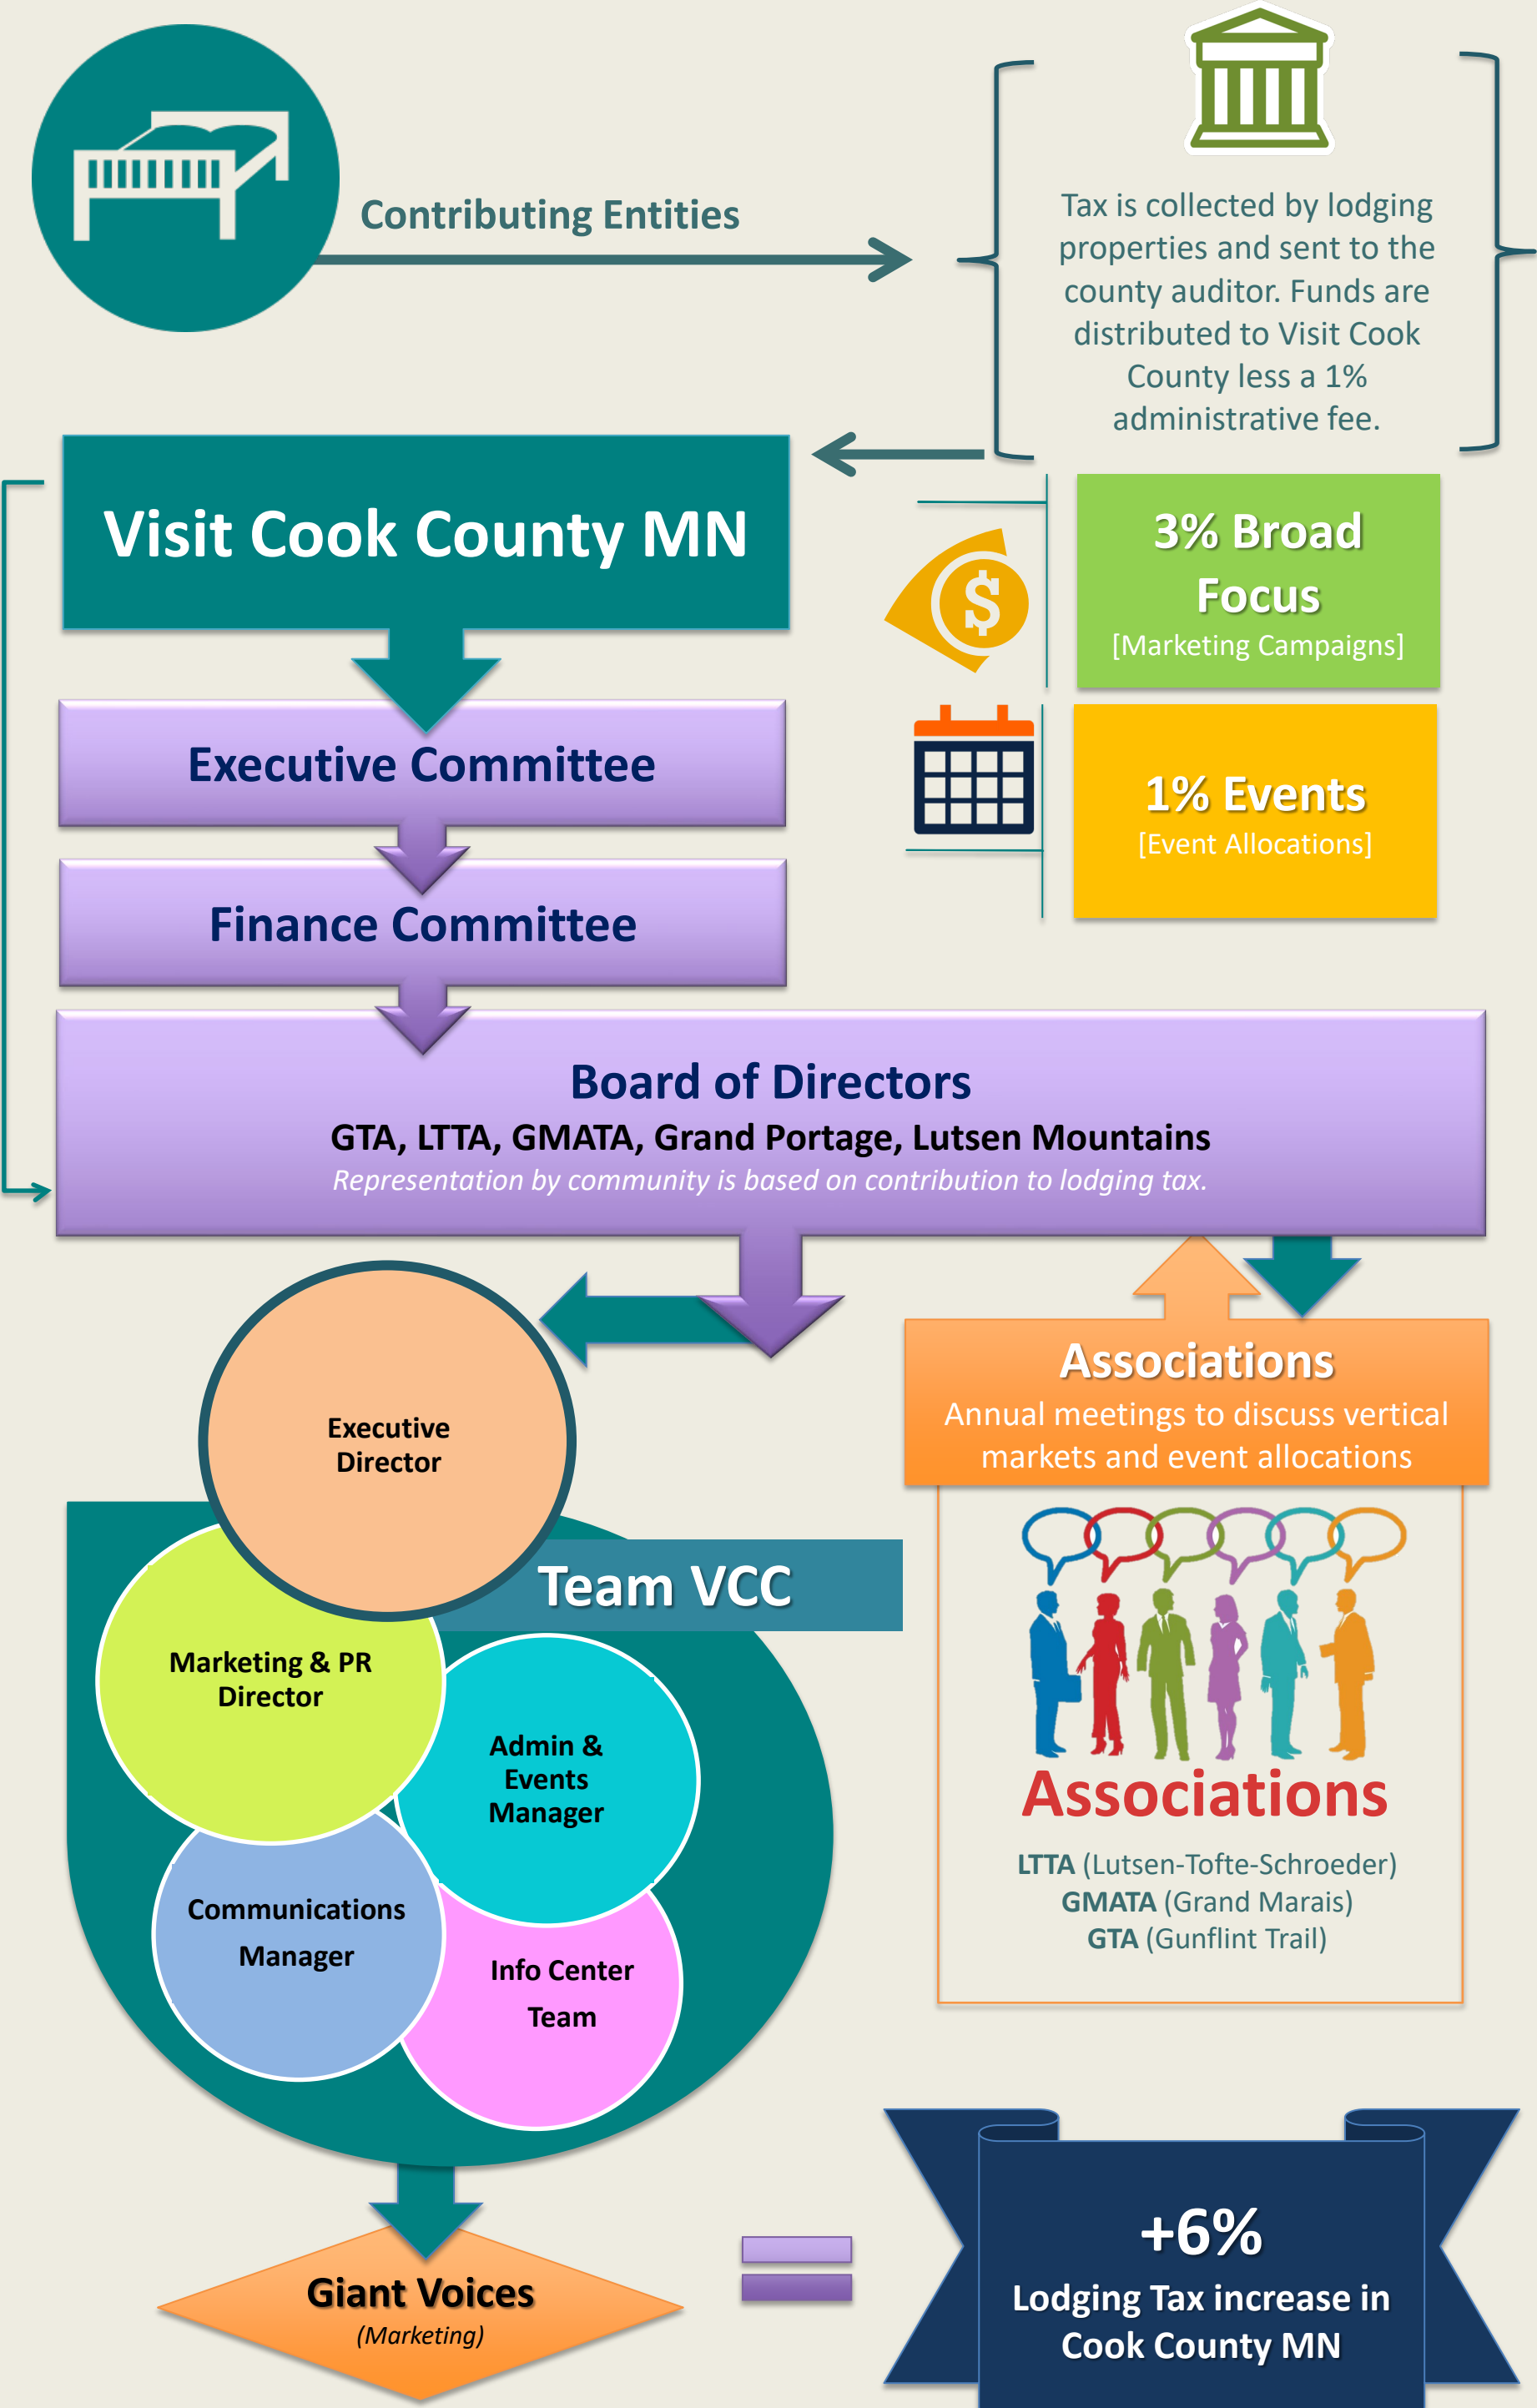 Contributing Entities
Tax is collected by lodging
properties and sent to the
county auditor. Funds are
distributed to Visit Cook
County less a 1%
administrative fee.
Visit Cook County MN
3% Broad
Focus
[Marketing Campaigns]
$
Executive Committee
1% Events
[Event Allocations]
Finance Committee
Board of Directors
GTA, LTTA, GMATA, Grand Portage, Lutsen Mountains
Representation by community is based on contribution to lodging tax.
Executive
Director
Associations
Annual meetings to discuss vertical
markets and event allocations
Team VCC
Marketing & PR
Director
Admin &
Events
Manager
Communications
Manager
Info Center
Team
Associations
LTTA (Lutsen-Tofte-Schroeder)
GMATA (Grand Marais)
GTA (Gunflint Trail)
Giant Voices
(Marketing)
+6%
Lodging Tax increase in
Cook County MN